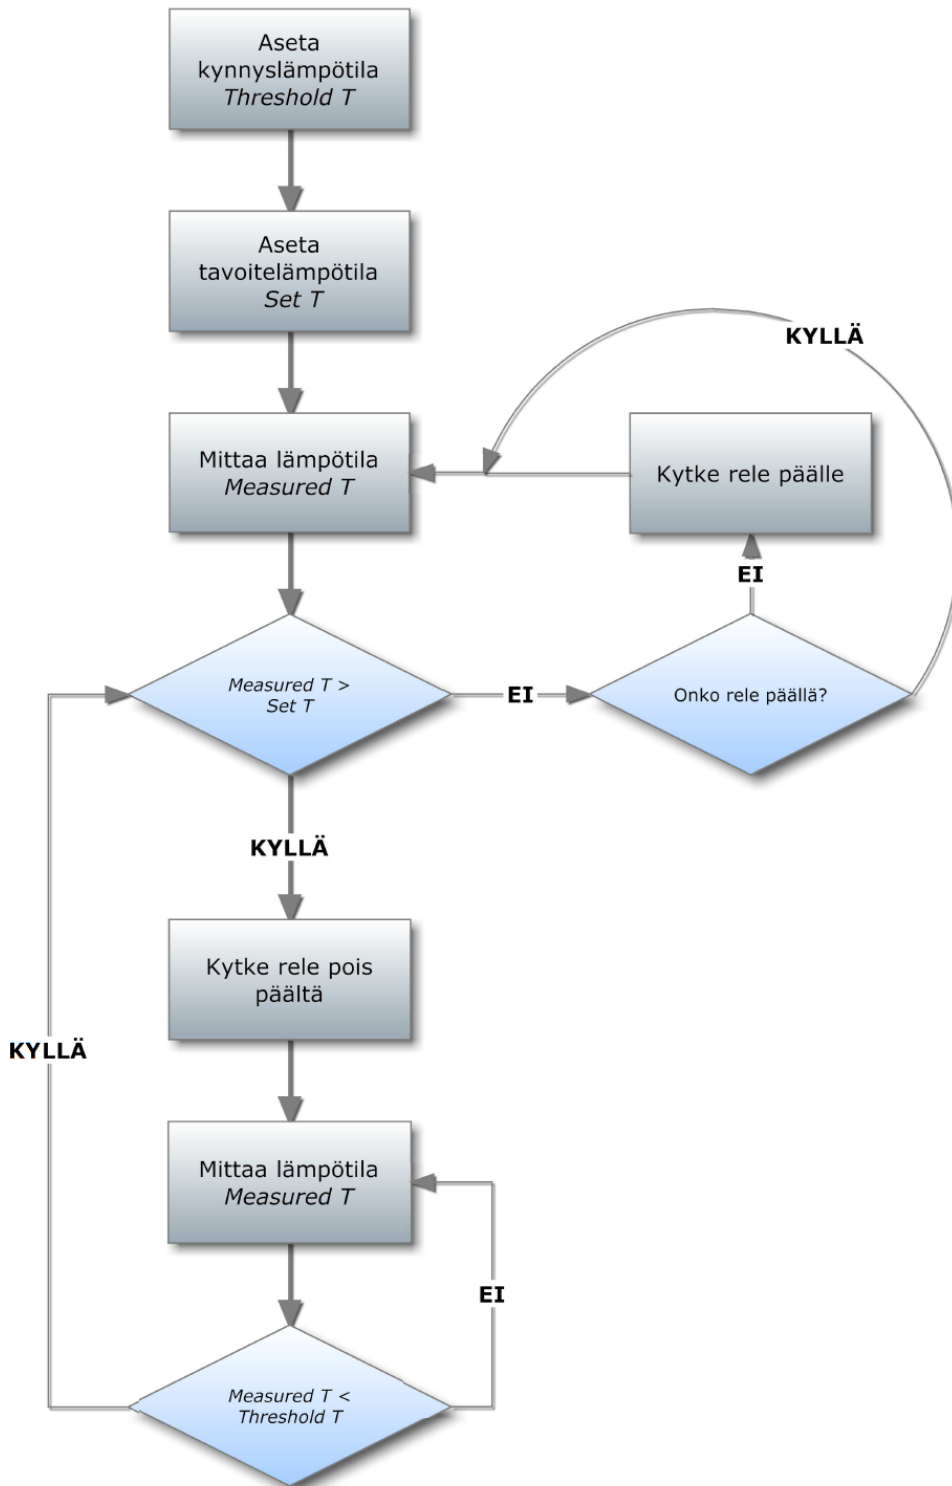 Aseta
kynnyslämpötila
Threshold T
Aseta
tavoitelämpötila
Set T
KYLLÄ
Mittaa lämpötila
Measured T
Kytke rele päälle
EI
Measured T >
Set T
EI
Onko rele päällä?
KYLLÄ
Kytke rele pois
päältä
KYLLÄ
Mittaa lämpötila
Measured T
EI
Measured T <
Threshold T